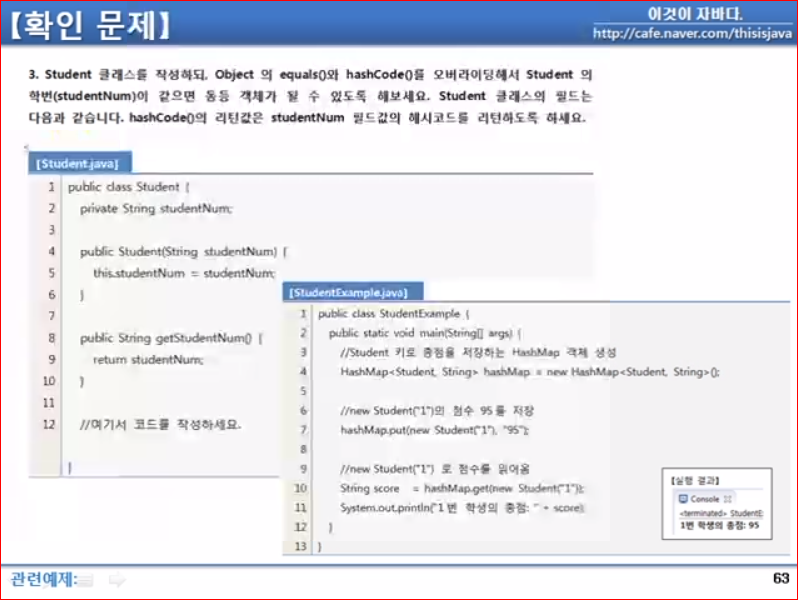 【확인 문제】
이것이 자바다.
http://cafe.naver.com/thisisjava
3. Student 클래스를 작성하되, Object 의 equals()와 hashCode()를 오버라이딩해서 Student 의
학번(studentNum)이 같으면 동등 객체가 될 수 있도록 해보세요. Student 클래스의 필드는
다음과 같습니다. hashCode()의 리턴값은 studentNum 필드값의 해시코드를 리턴하도록 하세요.
[Student.java]
1 public class Student {
2 private String studentNum;
3
4 public Student(String studentNum) {
5 this.studentNum = studentNum;
6 }
7
8 public String getStudentNum() {
9 return studentNum;
10 }
11
12 //여기서 코드를 작성하세요.
}
[StudentExample.java]
1 public class StudentExample {
2 public static void main(String[] args) {
3 //Student 키로 총점을 저장하는 HashMap 객체 생성
4 HashMap<Student, String> hashMap = new HashMap<Student, String>();
5
6 //new Student("1")의 점수 95를 저장
7 hashMap.put(new Student("1"), "95");
8
9 //new Student("1") 로 점수를 읽어옴
10 String score = hashMap.get(new Student("1"));
11 System.out.println("1번 학생의 총점: " + score);
12 }
13 }
[실행 결과]
Console
<terminated> StudentE
1번 학생의 총점: 95
관련예제:
63